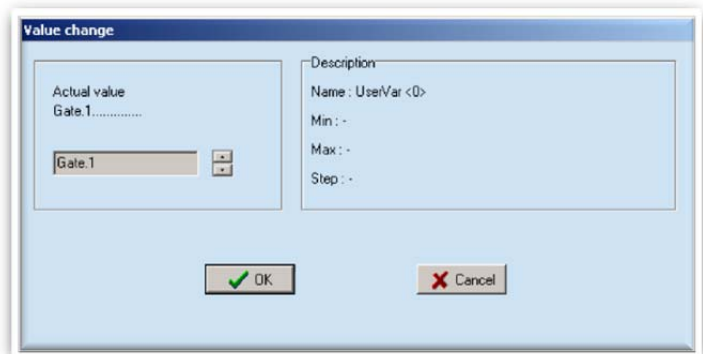 Value change
Actual value
Gate.1..............
Gate.1
Description
Name : UserVar <0>
Min : -
Max : -
Step : -
OK
Cancel